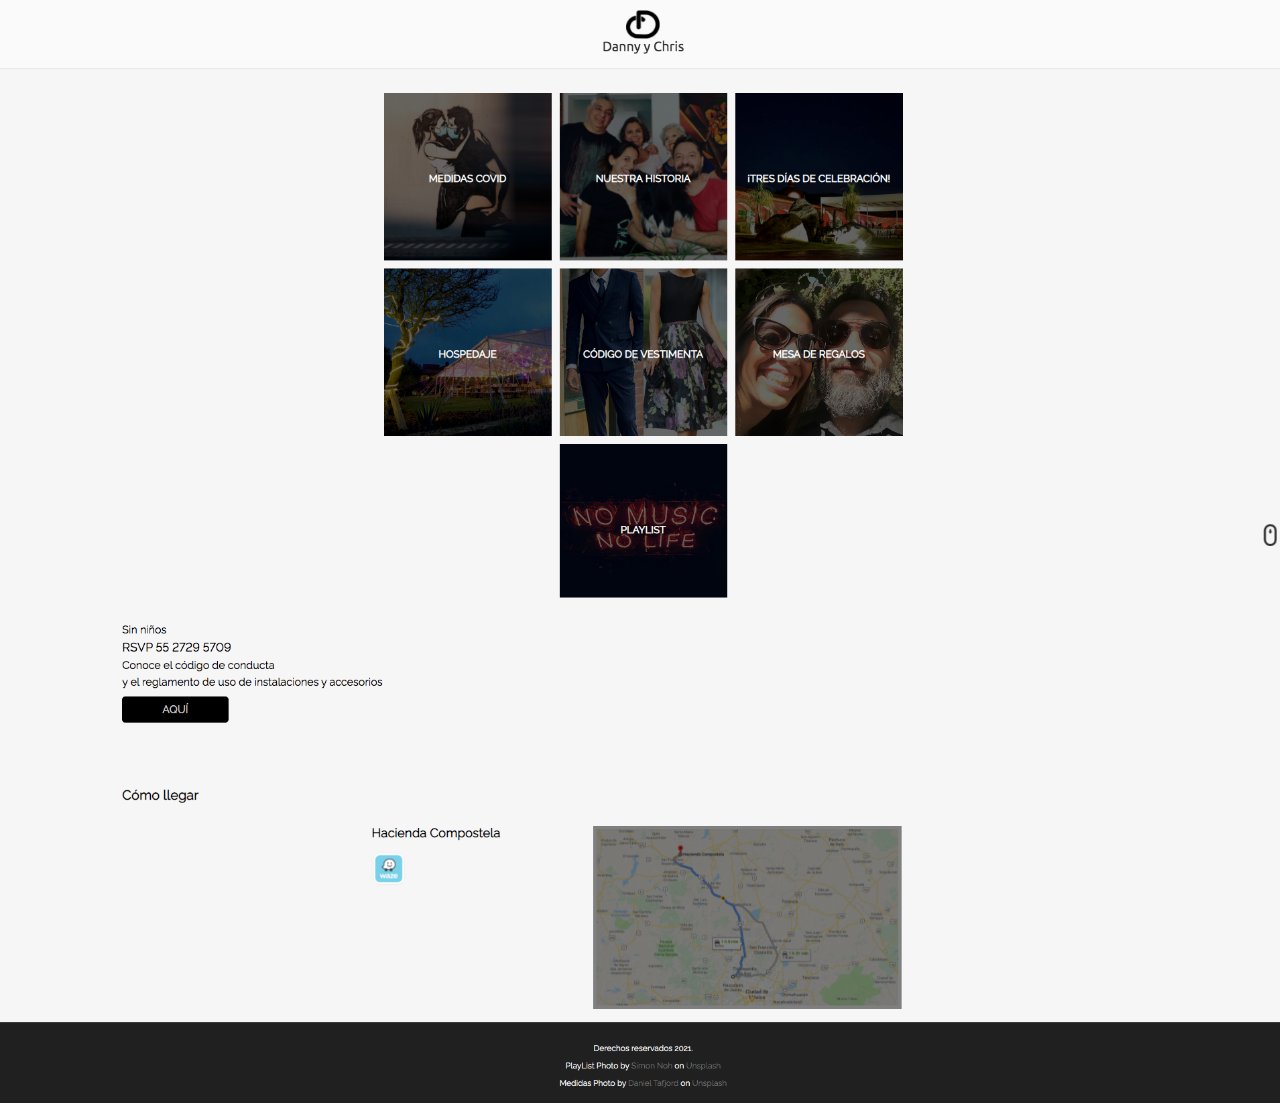 Danny y Chris
MEDIDAS COVID
NUESTRA HISTORIA
¡TRES DÍAS DE CELEBRACIÓN!
HOSPEDAJE
CÓDIGO DE VESTIMENTA
MESA DE REGALOS
NO MUSIC
PLAYLIST
NO LIFE
Sin niños
RSVP 55 2729 5709
Conoce el código de conducta
y el reglamento de uso de instalaciones y accesorios
AQUÍ
Cómo llegar
Hacienda Compostela
waze
Hacienda Compostela
Derechos reservados 2021.
PlayList Photo by Simon Noh on Unsplash
Medidas Photo by Daniel Tafjord on Unsplash